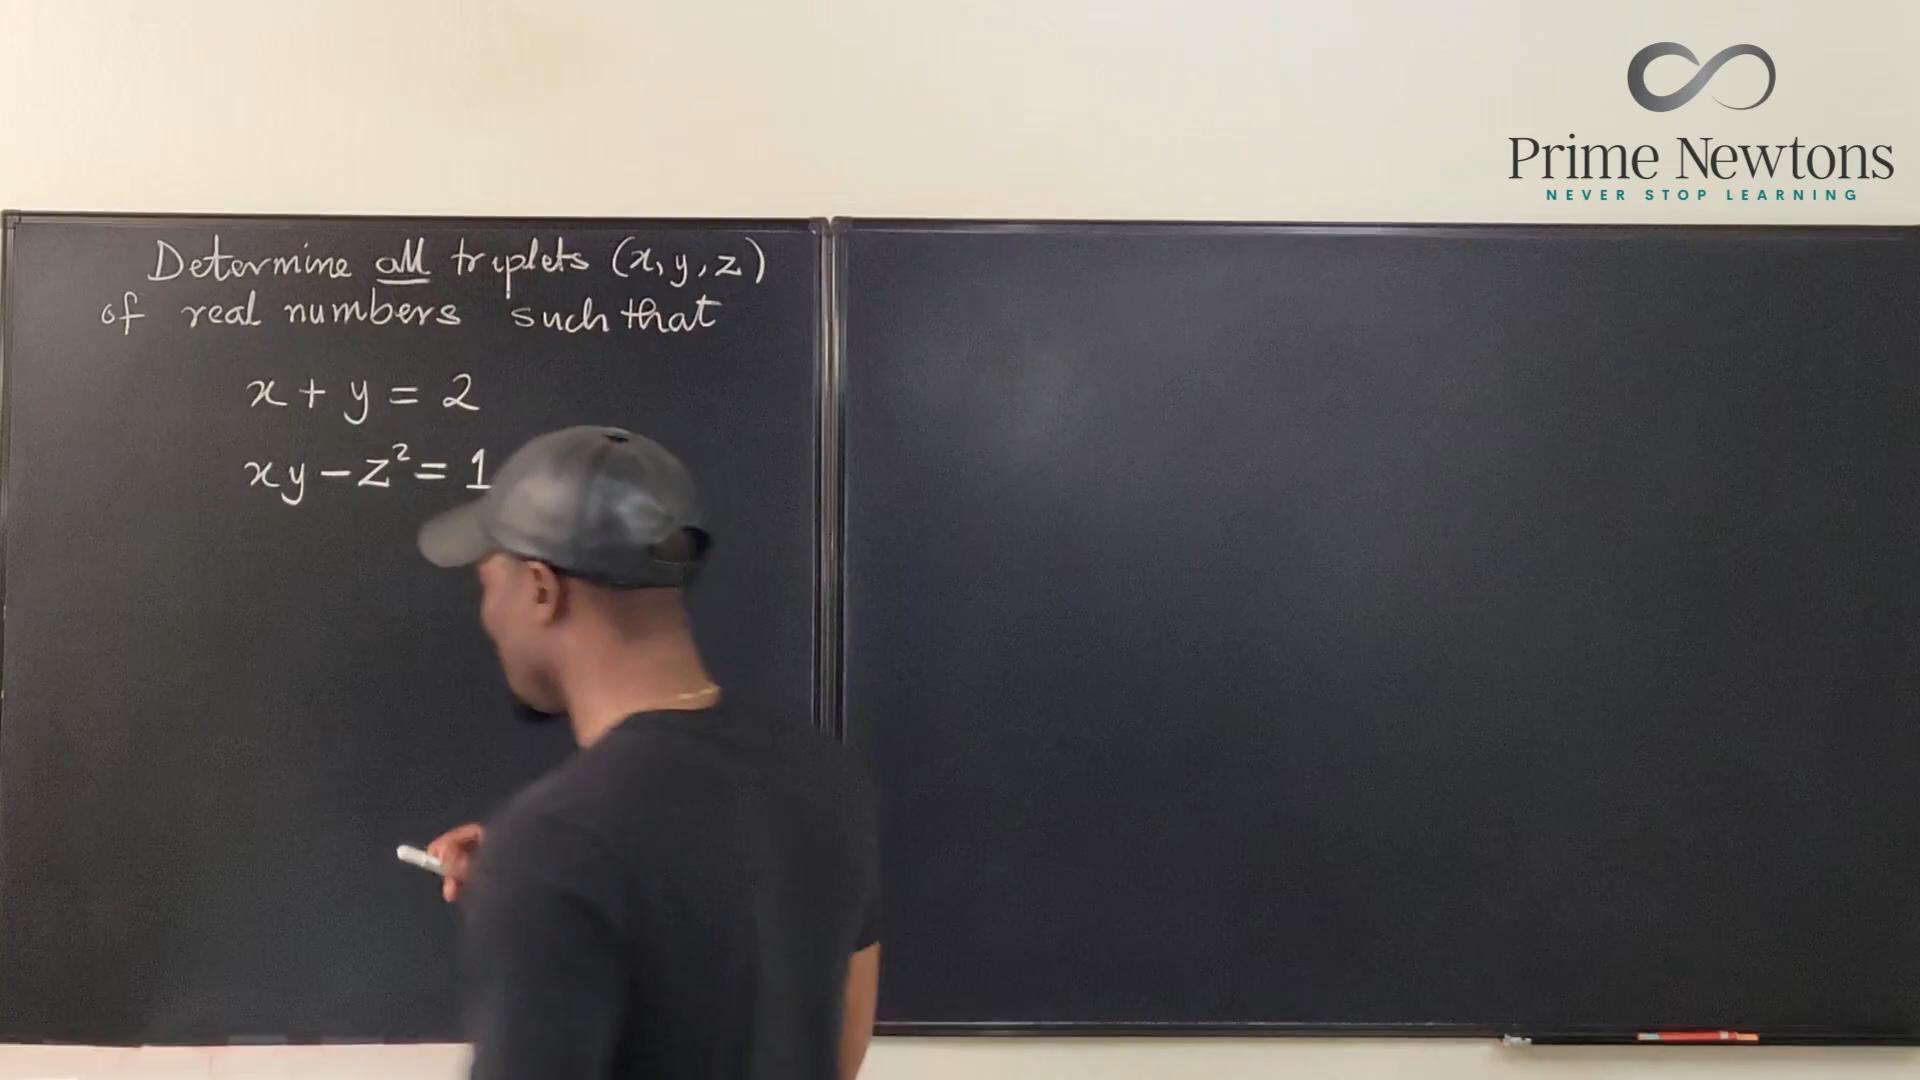 Prime Newtons
NEVER STOP LEARNING
Determine all triplets (x, y, z)
of real numbers such that
x + y = 2
xy - z² = 1